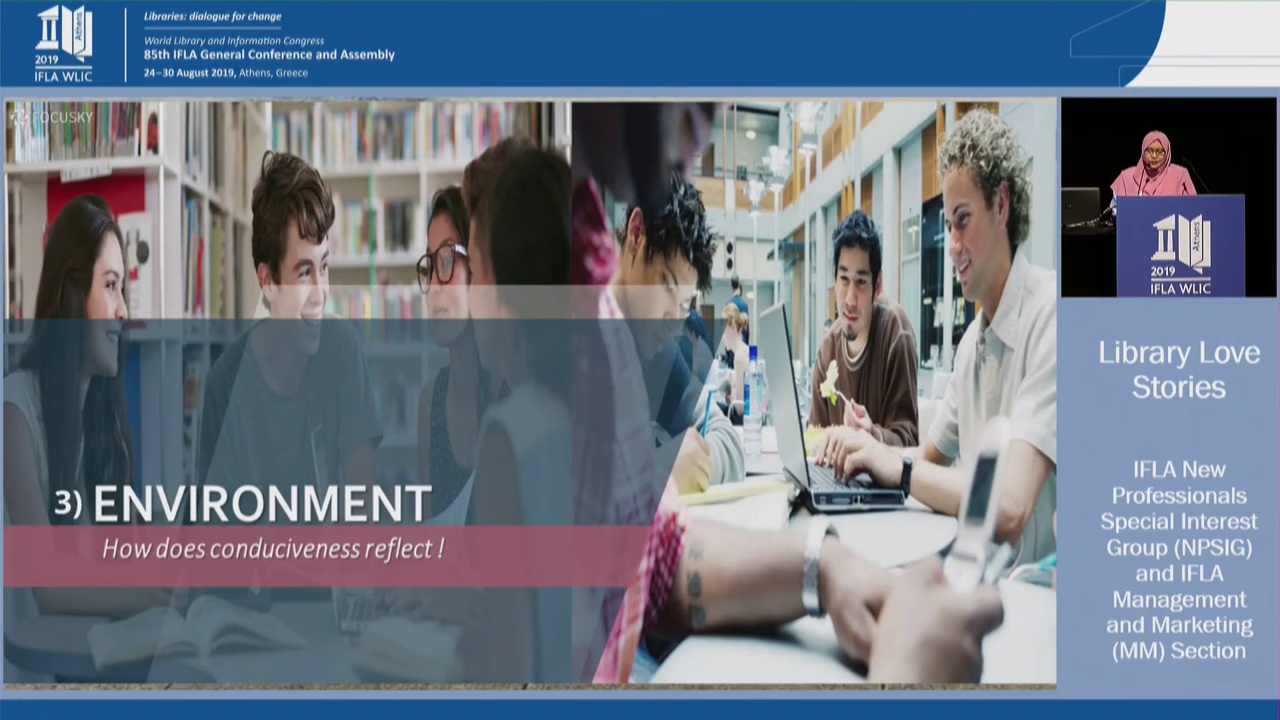 Libraries: dialogue for change
World Library and Information Congress
85th IFLA General Conference and Assembly
24–30 August 2019, Athens, Greece
Athens
2019
IFLA WLIC
FOCUSKY
3) ENVIRONMENT
How does conduciveness reflect !
Athens
2019
IFLA WLIC
Library Love
Stories
IFLA New
Professionals
Special Interest
Group (NPSIG)
and IFLA
Management
and Marketing
(MM) Section